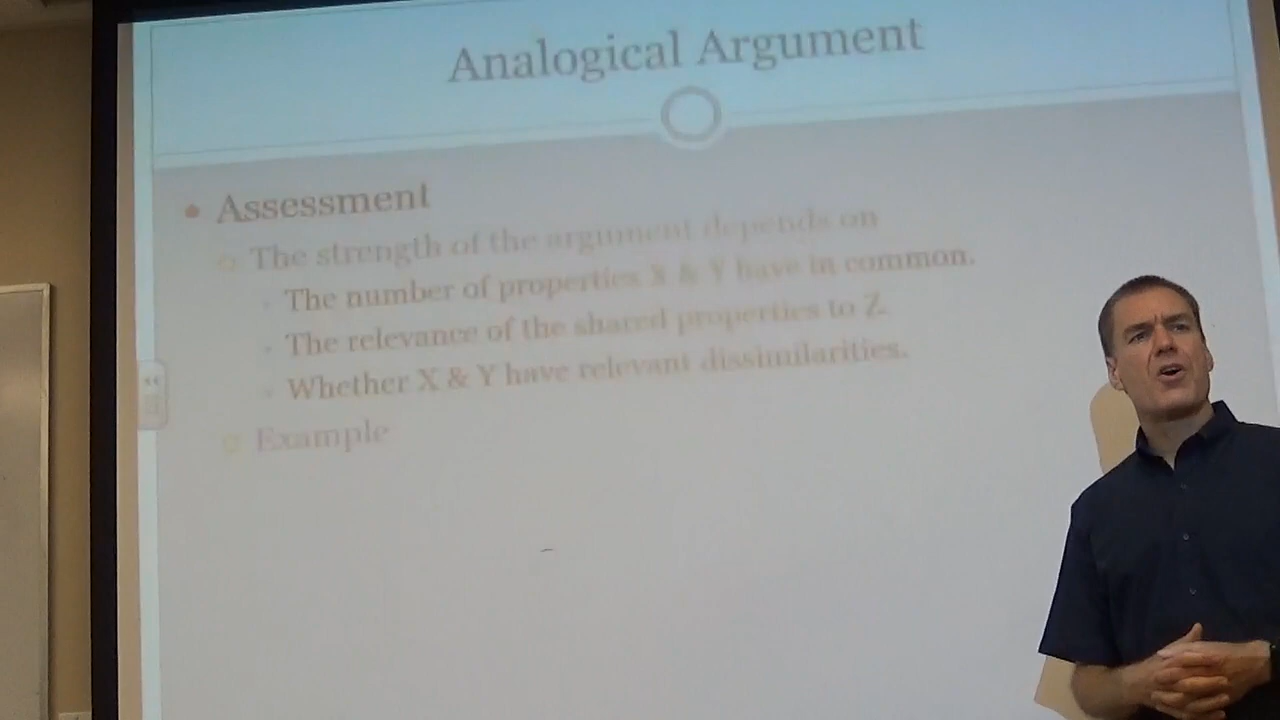 Analogical Argument
Assessment
The strength of the argument depends on
The number of properties X & Y have in common.
The relevance of the shared properties to Z.
Whether X & Y have relevant dissimilarities.
Example